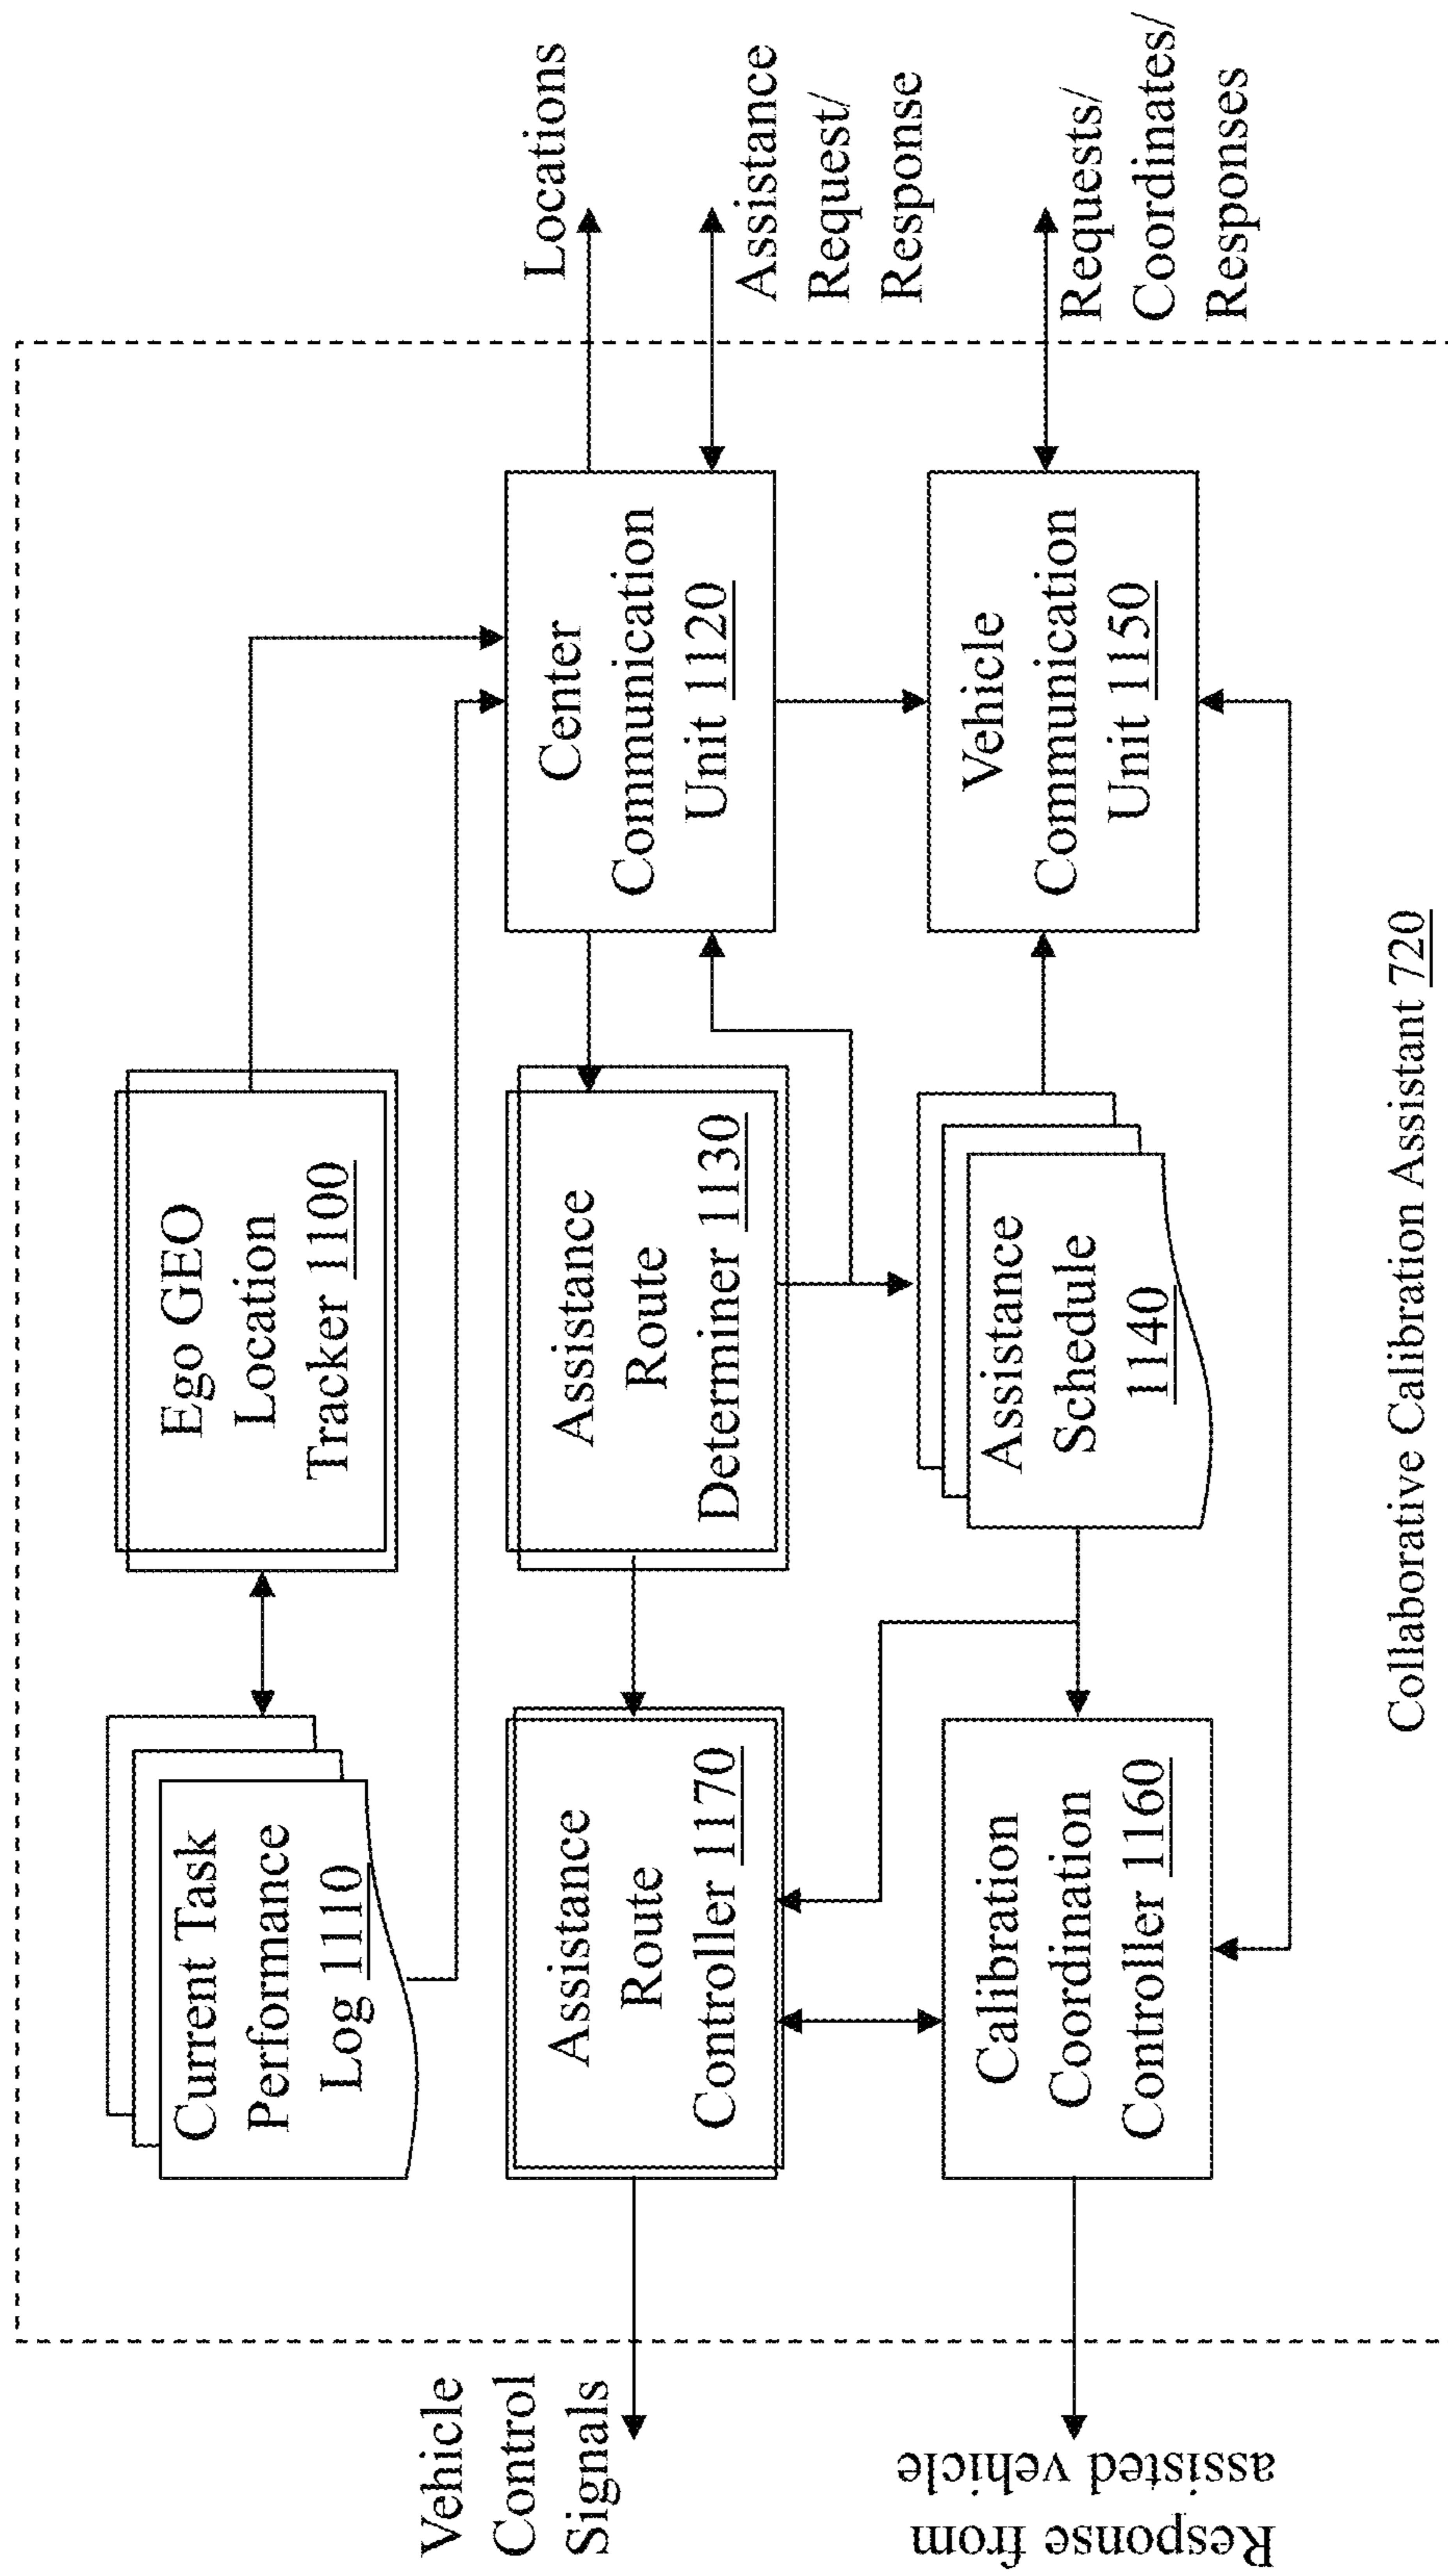 Current Task
Performance
Log 1110
Ego GEO
Location
Tracker 1100
Vehicle
Control
Signals
Assistance
Route
Controller 1170
Assistance
Route
Determiner 1130
Center
Communication
Unit 1120
Locations
Assistance
Request/
Response
Response from
assisted vehicle
Calibration
Coordination
Controller 1160
Assistance
Schedule
1140
Vehicle
Communication
Unit 1150
Requests/
Coordinates/
Responses
Collaborative Calibration Assistant 720